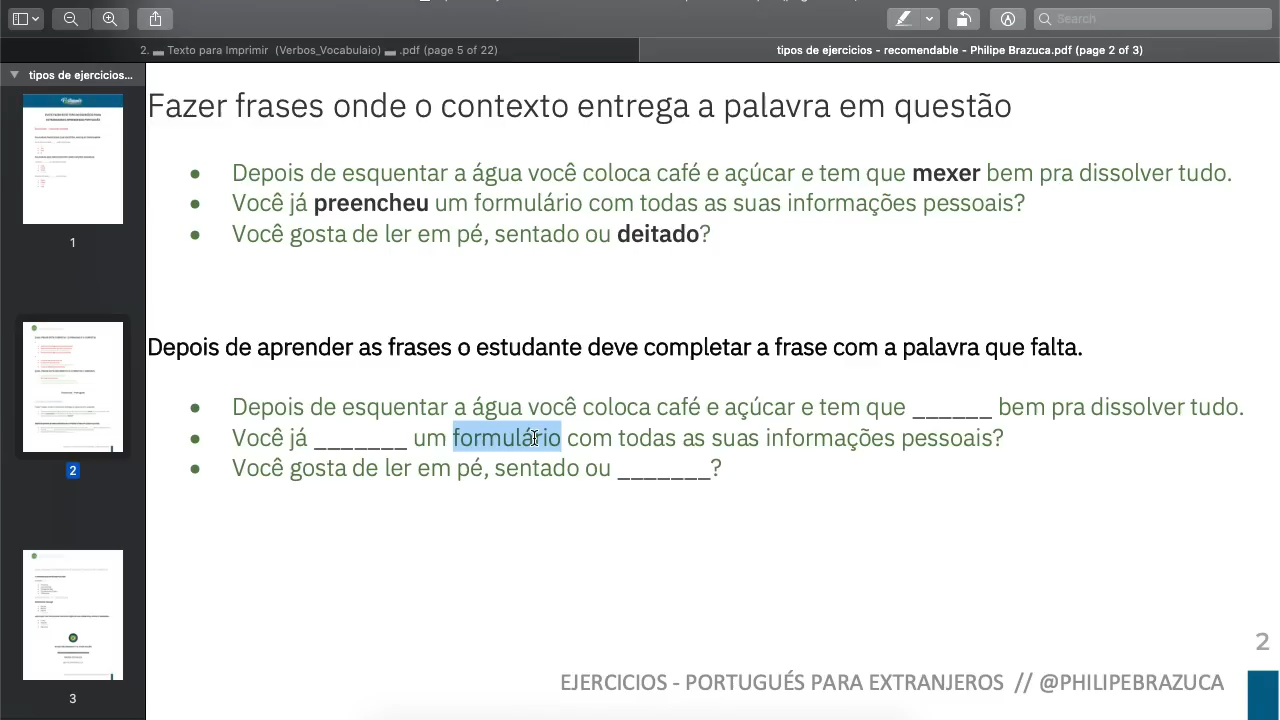 Search
2. Texto para Imprimir (Verbos_Vocabulaio) .pdf (page 5 of 22)
tipos de ejercicios - recomendable - Philipe Brazuca.pdf (page 2 of 3)
tipos de ejercicios...
1
2
3
Fazer frases onde o contexto entrega a palavra em questão
• Depois de esquentar a agua você coloca café e açúcar e tem que mexer bem pra dissolver tudo.
• Você já preencheu um formulário com todas as suas informações pessoais?
• Você gosta de ler em pé, sentado ou deitado?
Depois de aprender as frases o estudante deve completar a frase com a palavra que falta.
• Depois de esquentar a agua você coloca café e açúcar e tem que ______ bem pra dissolver tudo.
• Você já _______ um formulário com todas as suas informações pessoais?
• Você gosta de ler em pé, sentado ou _______?
2
EJERCICIOS - PORTUGUÉS PARA EXTRANJEROS // @PHILIPEBRAZUCA